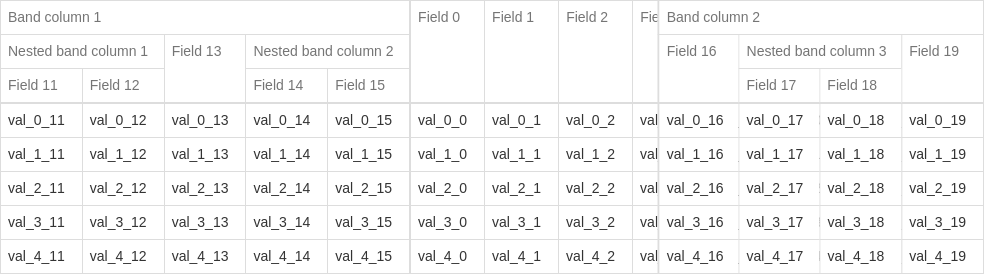 Band column 1 Field 0 Field 1 Field 2 Fie Band column 2
Nested band column 1 Field 13 Nested band column 2 Field 16 Nested band column 3 Field 19
Field 11 Field 12 Field 14 Field 15 Field 17 Field 18
val_0_11 val_0_12 val_0_13 val_0_14 val_0_15 val_0_0 val_0_1 val_0_2 val val_0_16 val_0_17 val_0_18 val_0_19
val_1_11 val_1_12 val_1_13 val_1_14 val_1_15 val_1_0 val_1_1 val_1_2 val val_1_16 val_1_17 val_1_18 val_1_19
val_2_11 val_2_12 val_2_13 val_2_14 val_2_15 val_2_0 val_2_1 val_2_2 val val_2_16 val_2_17 val_2_18 val_2_19
val_3_11 val_3_12 val_3_13 val_3_14 val_3_15 val_3_0 val_3_1 val_3_2 val val_3_16 val_3_17 val_3_18 val_3_19
val_4_11 val_4_12 val_4_13 val_4_14 val_4_15 val_4_0 val_4_1 val_4_2 val val_4_16 val_4_17 val_4_18 val_4_19